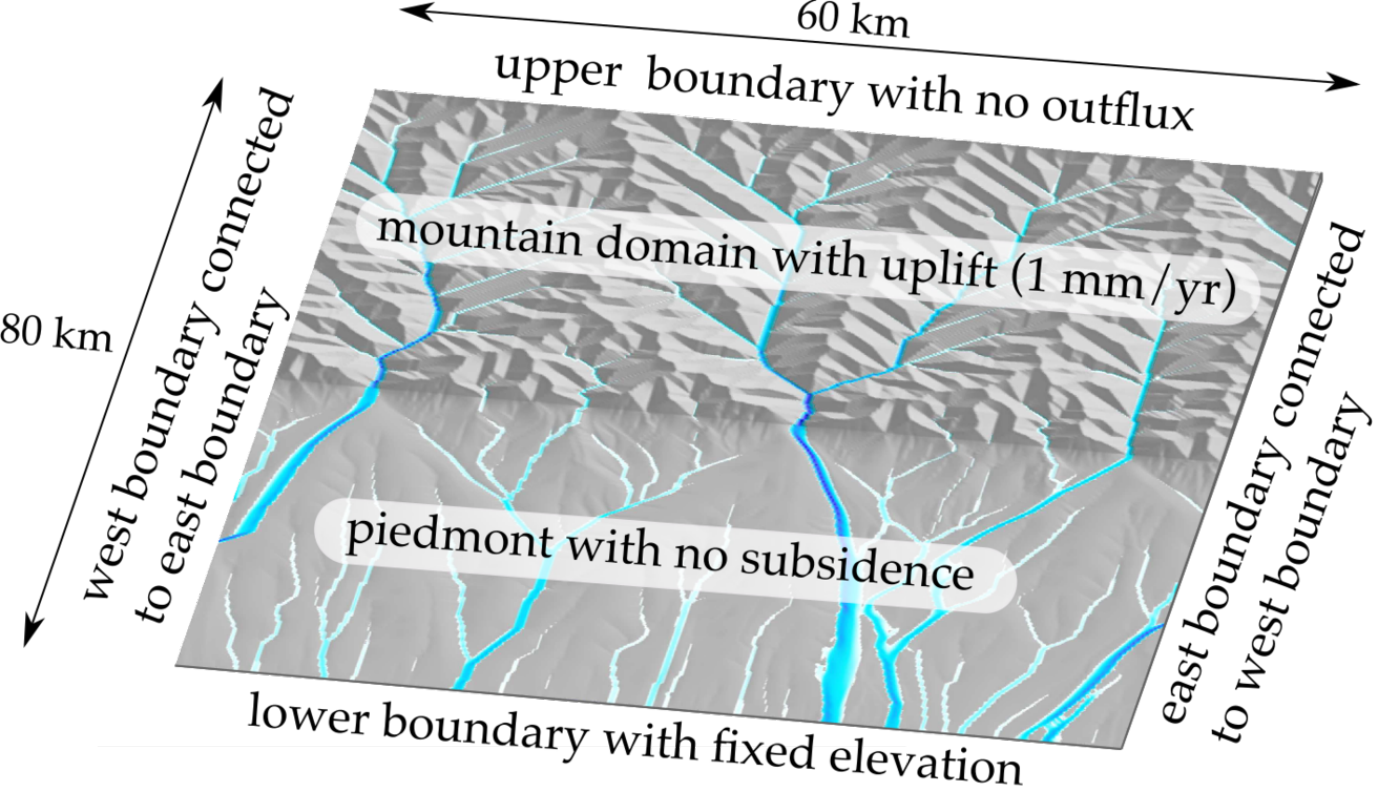 60 km
upper boundary with no outflux
80 km
west boundary connected
to east boundary
mountain domain with uplift (1 mm/yr)
piedmont with no subsidence
east boundary connected
to west boundary
lower boundary with fixed elevation